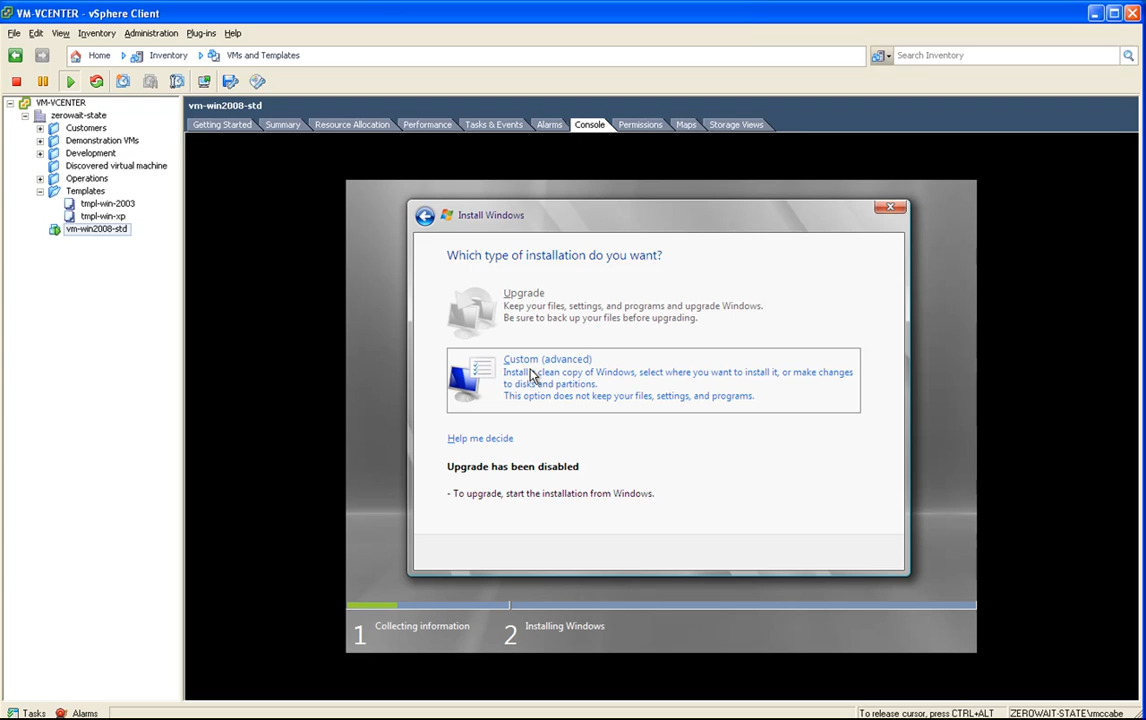 VM-VCENTER - vSphere Client
File Edit View Inventory Administration Plug-ins Help
Home Inventory VMs and Templates Search Inventory
VM-VCENTER
zerowait-state
Customers
Demonstration VMs
Development
Discovered virtual machine
Operations
Templates
tmpl-win-2003
tmpl-win-xp
vm-win2008-std
vm-win2008-std
Getting Started Summary Resource Allocation Performance Tasks & Events Alarms Console Permissions Maps Storage Views
Install Windows
Which type of installation do you want?
Upgrade
Keep your files, settings, and programs and upgrade Windows.
Be sure to back up your files before upgrading.
Custom (advanced)
Install a clean copy of Windows, select where you want to install it, or make changes
to disks and partitions.
This option does not keep your files, settings, and programs.
Help me decide
Upgrade has been disabled
- To upgrade, start the installation from Windows.
1 Collecting information 2 Installing Windows
Tasks Alarms To release cursor, press CTRL+ALT ZEROWAIT-STATE\rmccabe